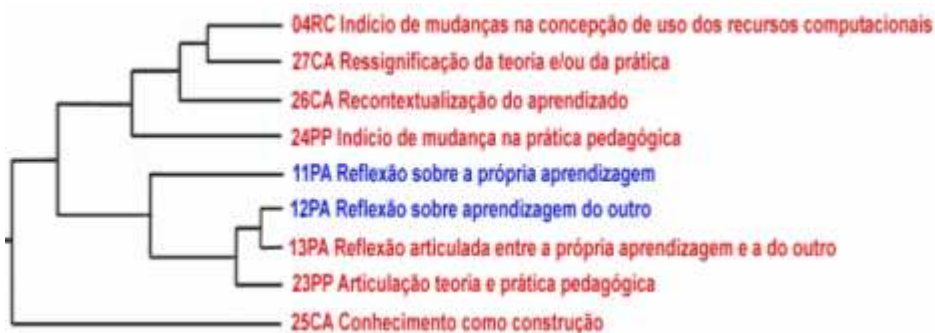 04RC Indício de mudanças na concepção de uso dos recursos computacionais
27CA Ressignificação da teoria e/ou da prática
26CA Recontextualização do aprendizado
24PP Indício de mudança na prática pedagógica
11PA Reflexão sobre a própria aprendizagem
12PA Reflexão sobre aprendizagem do outro
13PA Reflexão articulada entre a própria aprendizagem e a do outro
23PP Articulação teoria e prática pedagógica
25CA Conhecimento como construção